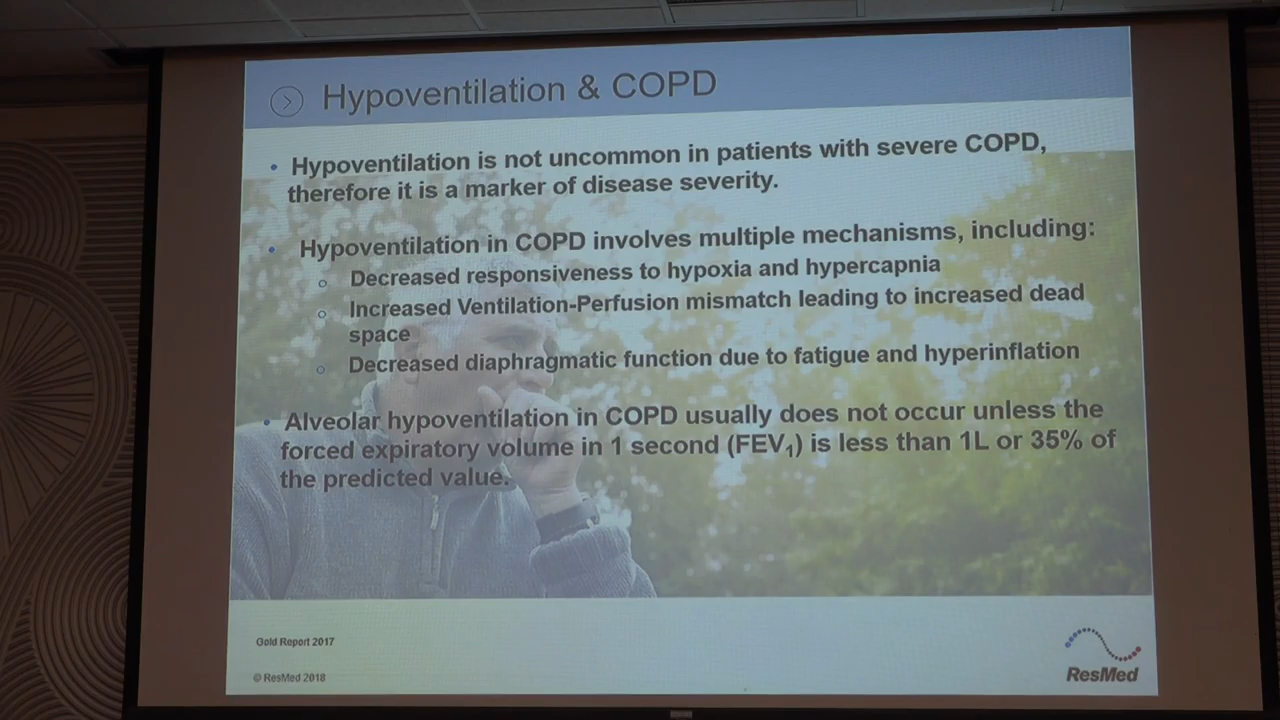 Hypoventilation & COPD
• Hypoventilation is not uncommon in patients with severe COPD,
therefore it is a marker of disease severity.
• Hypoventilation in COPD involves multiple mechanisms, including:
o Decreased responsiveness to hypoxia and hypercapnia
o Increased Ventilation-Perfusion mismatch leading to increased dead
space
o Decreased diaphragmatic function due to fatigue and hyperinflation
• Alveolar hypoventilation in COPD usually does not occur unless the
forced expiratory volume in 1 second (FEV₁) is less than 1L or 35% of
the predicted value.
Gold Report 2017
© ResMed 2018
ResMed